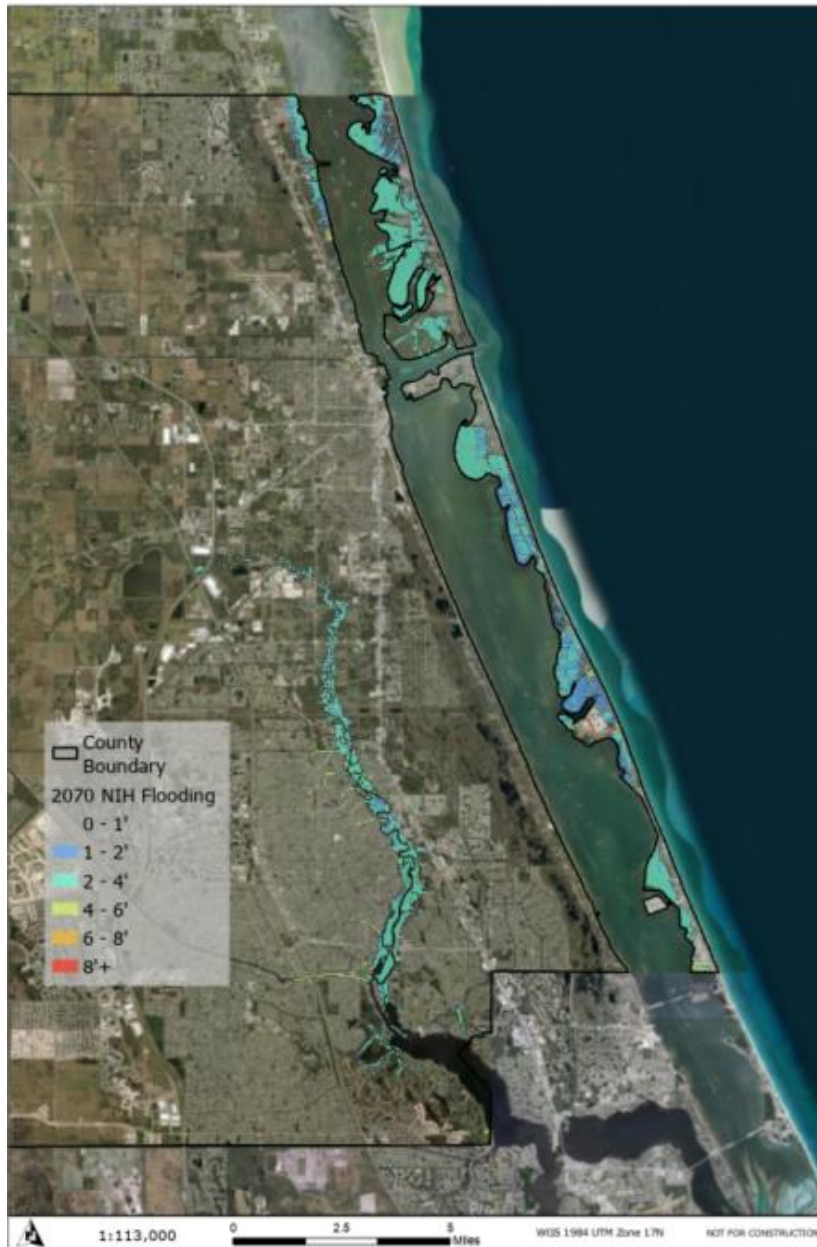 County
Boundary
2070 NIH Flooding
0 - 1'
1 - 2'
2 - 4'
4 - 6'
6 - 8'
8'+
1:113,000
0 2.5 5
Miles
WGS 1984 UTM Zone 17N
NOT FOR CONSTRUCTION